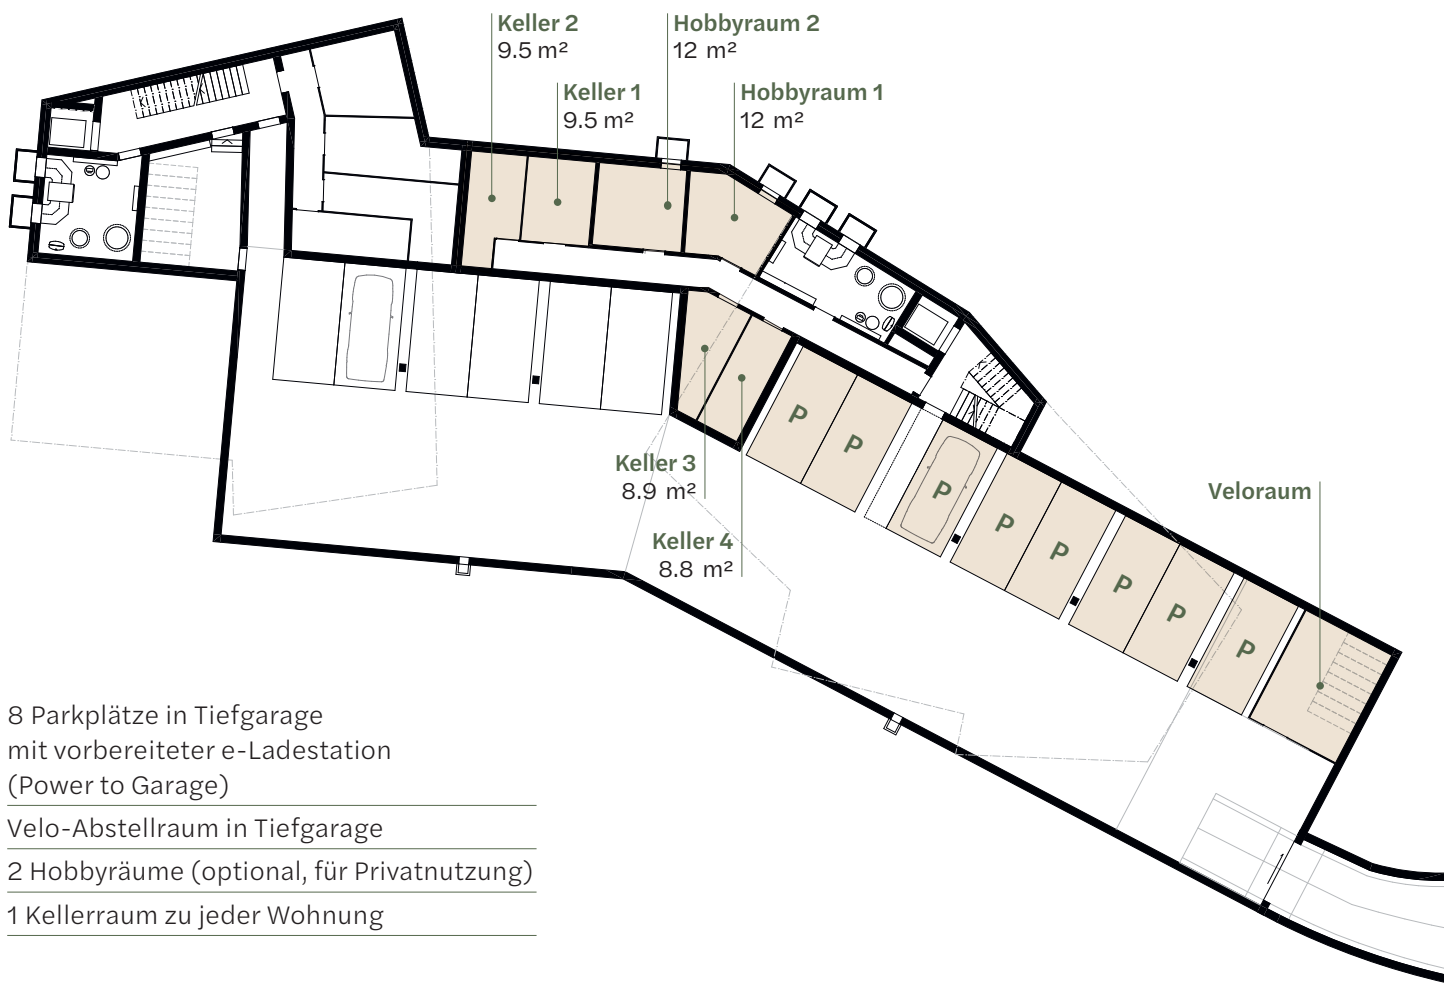 Keller 2
9.5 m²
Hobbyraum 2
12 m²
Keller 1
9.5 m²
Hobbyraum 1
12 m²
P
P
Keller 3
8.9 m²
P
Veloraum
P
Keller 4
8.8 m²
P
P
P
P
8 Parkplätze in Tiefgarage
mit vorbereiteter e-Ladestation
(Power to Garage)
Velo-Abstellraum in Tiefgarage
2 Hobbyräume (optional, für Privatnutzung)
1 Kellerraum zu jeder Wohnung